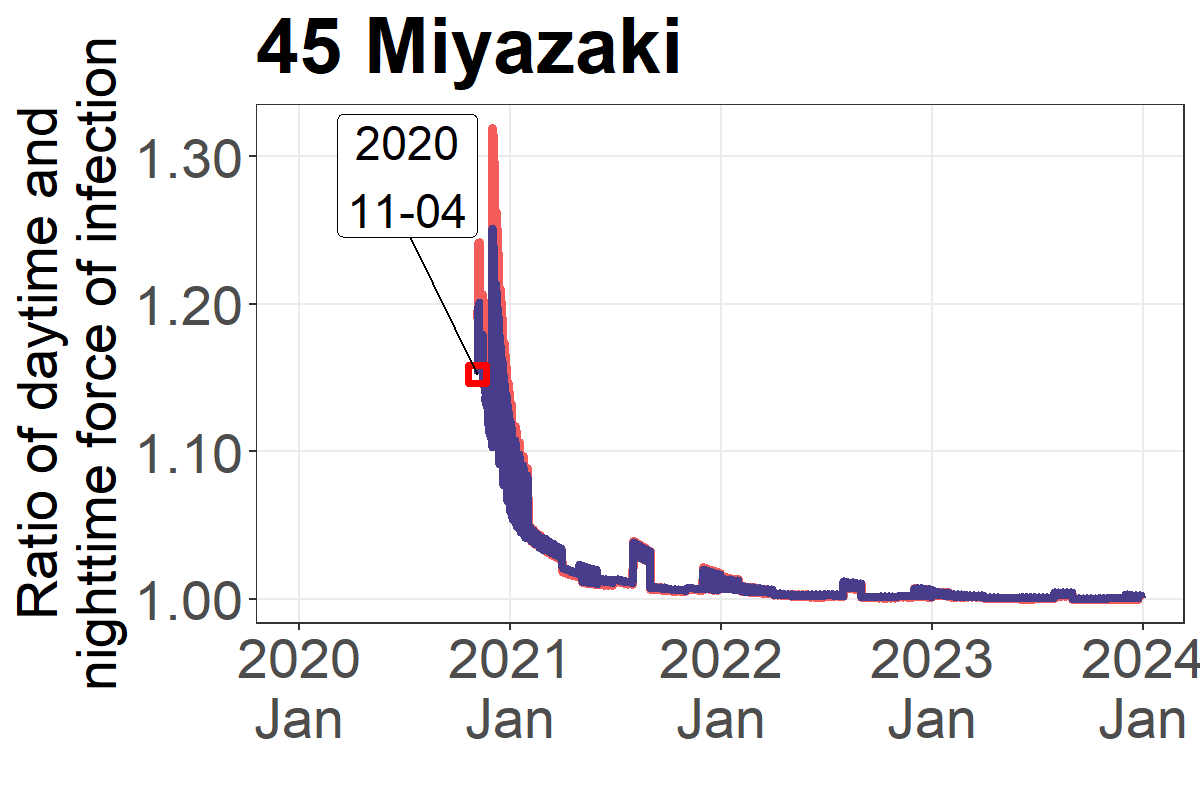 45 Miyazaki
Ratio of daytime and
nighttime force of infection
1.30
1.20
1.10
1.00
2020
11-04
2020
Jan
2021
Jan
2022
Jan
2023
Jan
2024
Jan